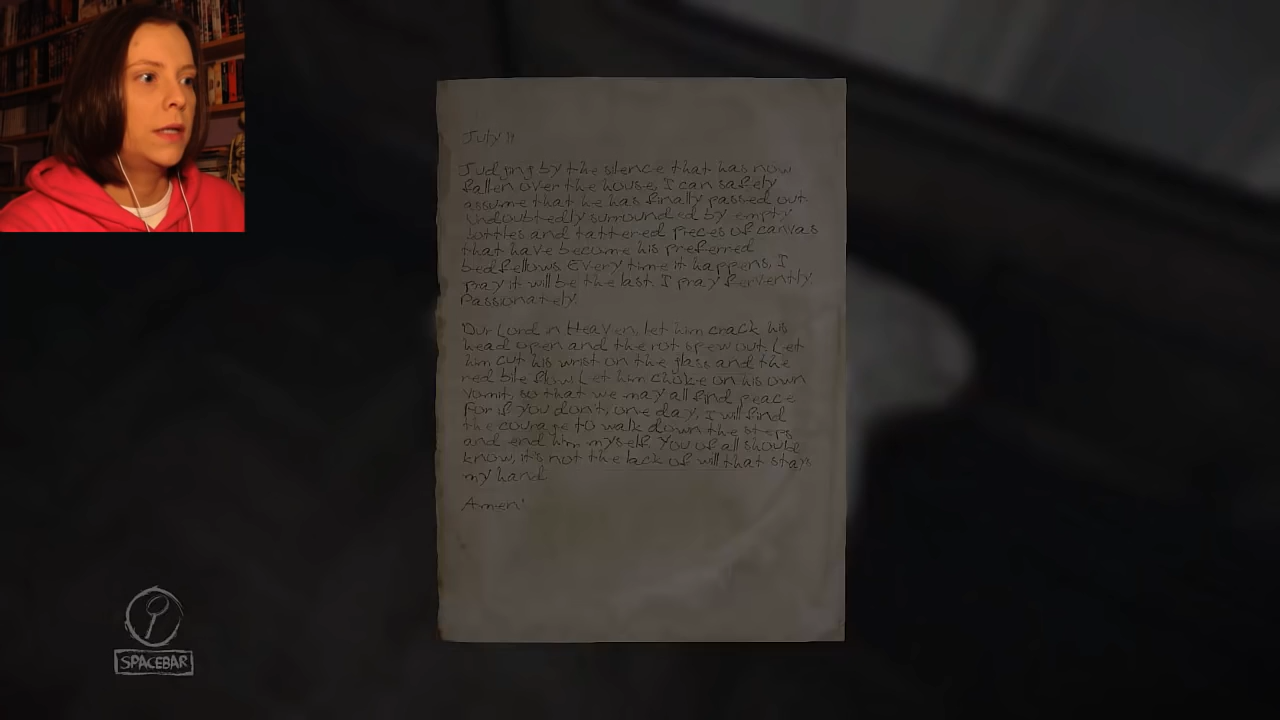 July 19
Judging by the silence that has now
fallen over the house, I can safely
assume that he has finally passed out.
Undoubtedly surrounded by empty
bottles and tattered pieces of canvas
that have become his preferred
bedfellows. Every time it happens, I
pray it will be the last. I pray fervently.
Passionately.
Our Lord in Heaven, let him crack his
head open and the rot spew out. Let
him cut his wrist on the glass and the
red bile flow. Let him choke on his own
vomit, so that we may all find peace
For if you don't, one day, I will find
the courage to walk down the steps
and end him myself. You of all should
know, it's not the lack of will that stays
my hand
Amen!
SPACEBAR